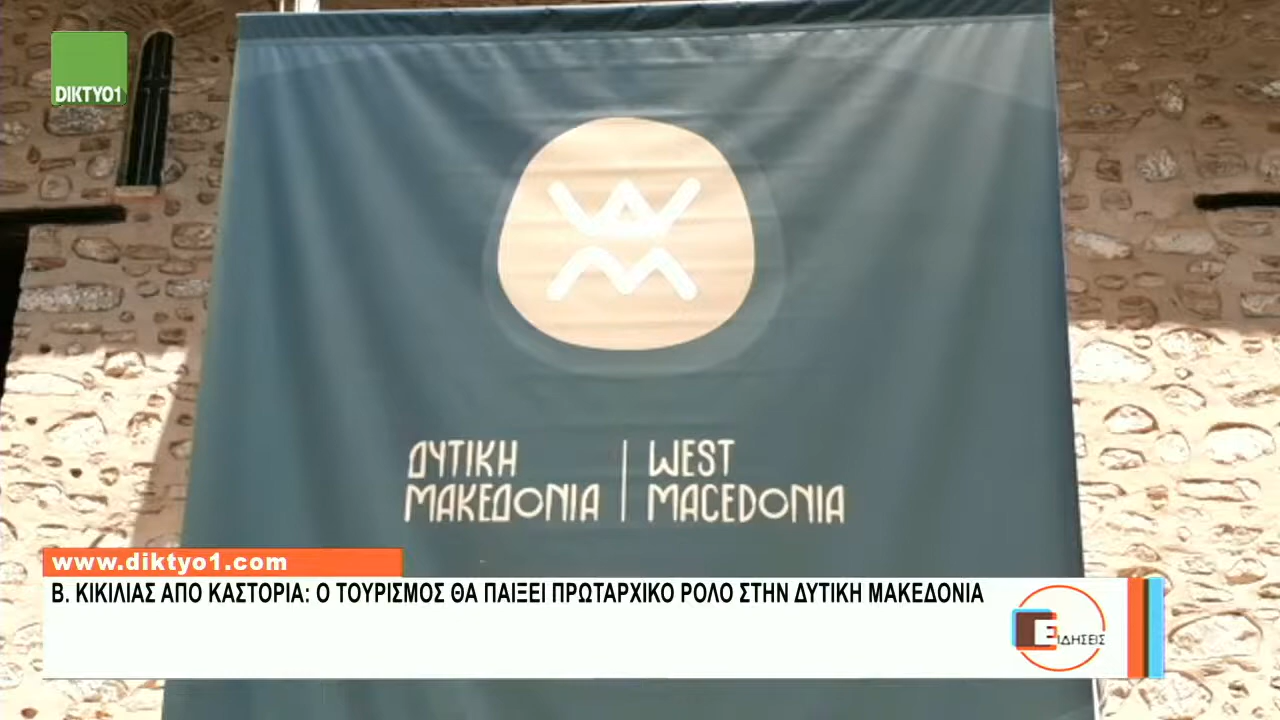 DIKTYO1
ΔΥΤΙΚΗ
ΜΑΚΕΔΟΝΙΑ
WEST
MACEDONIA
www.diktyo1.com
Β. ΚΙΚΙΛΙΑΣ ΑΠΟ ΚΑΣΤΟΡΙΑ: Ο ΤΟΥΡΙΣΜΟΣ ΘΑ ΠΑΙΞΕΙ ΠΡΩΤΑΡΧΙΚΟ ΡΟΛΟ ΣΤΗΝ ΔΥΤΙΚΗ ΜΑΚΕΔΟΝΙΑ
ΕΙΔΗΣΕΙΣ